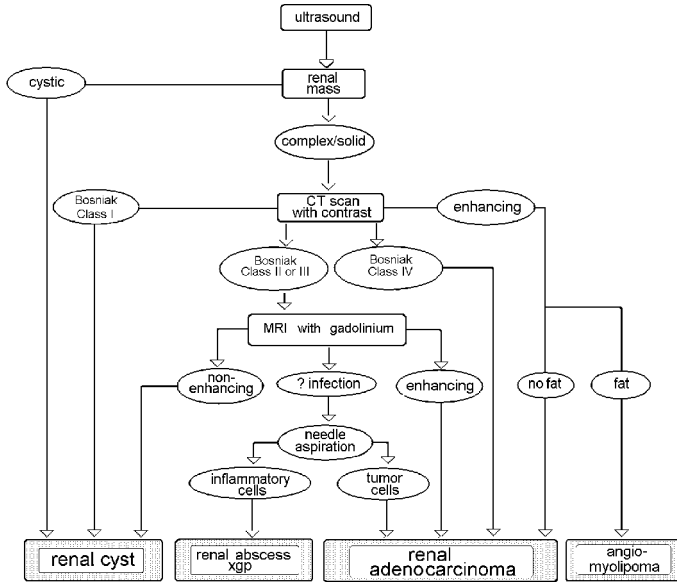 ultrasound
cystic
renal
mass
complex/solid
Bosniak
Class I
CT scan
with contrast
enhancing
Bosniak
Class II or III
Bosniak
Class IV
MRI with gadolinium
non-
enhancing
? infection
enhancing
no fat
fat
needle
aspiration
inflammatory
cells
tumor
cells
renal cyst
renal abscess
xgp
renal
adenocarcinoma
angio-
myolipoma